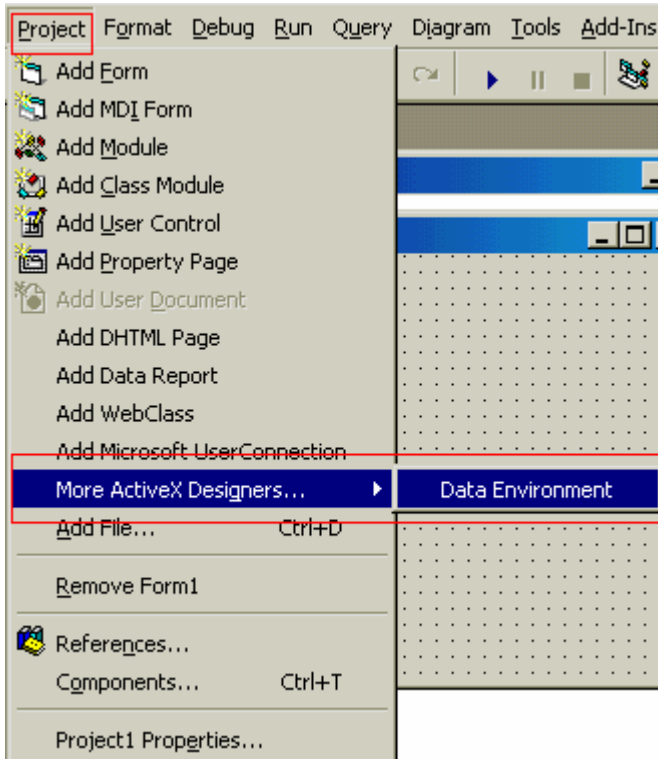 Project Format Debug Run Query Diagram Tools Add-Ins
Add Form
Add MDI Form
Add Module
Add Class Module
Add User Control
Add Property Page
Add User Document
Add DHTML Page
Add Data Report
Add WebClass
Add Microsoft UserConnection
More ActiveX Designers... Data Environment
Add File... Ctrl+D
Remove Form1
References...
Components... Ctrl+T
Project1 Properties...